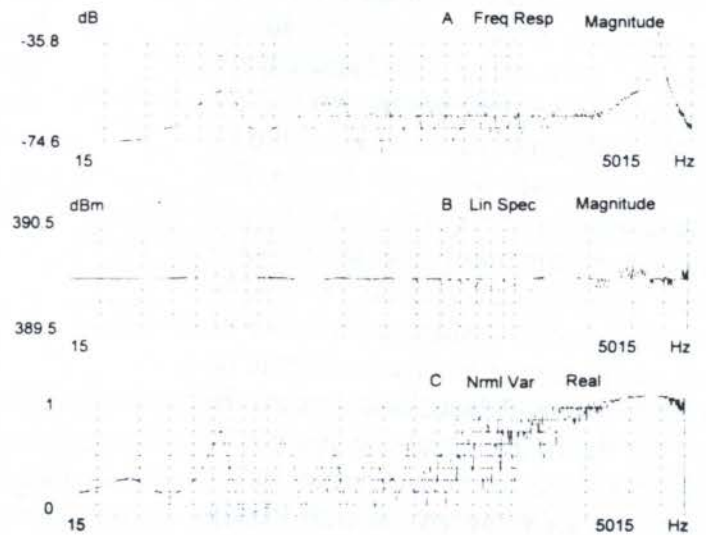 dB A Freq Resp Magnitude
-35.8
-74.6
15 5015 Hz
dBm B Lin Spec Magnitude
390.5
389 5
15 5015 Hz
C Nrml Var Real
1
0
15 5015 Hz